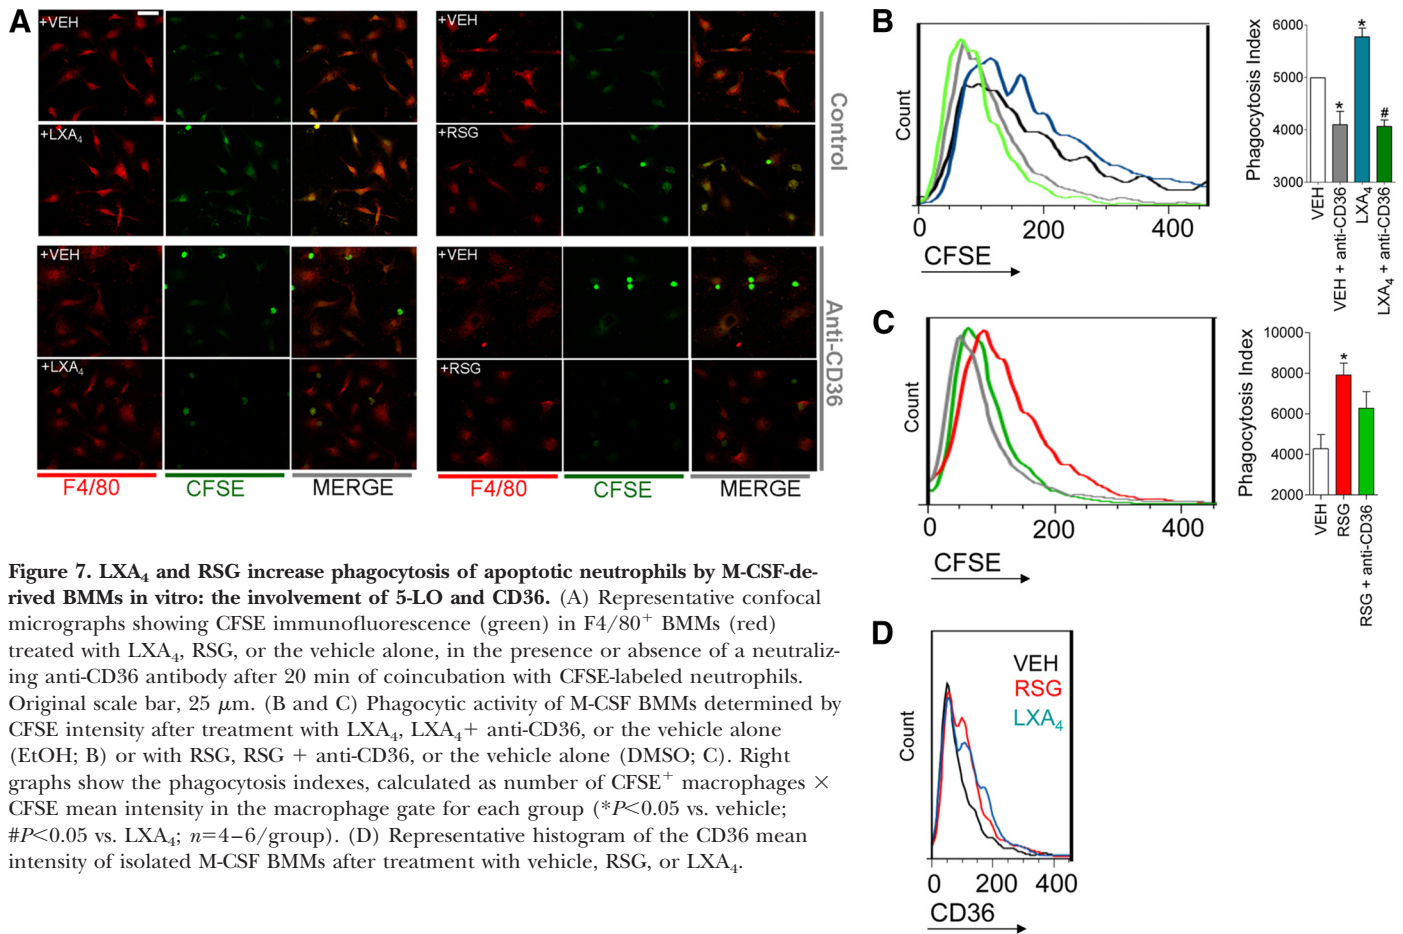 A
+VEH
+VEH
+LXA₄
+RSG
Control
+VEH
+VEH
+LXA₄
+RSG
Anti-CD36
F4/80
CFSE
MERGE
F4/80
CFSE
MERGE
B
Count
0
200
400
CFSE
Phagocytosis Index
6000
5000
4000
3000
*
*
#
VEH
VEH + anti-CD36
LXA₄
LXA₄ + anti-CD36
C
Count
0
200
400
CFSE
Phagocytosis Index
10000
8000
6000
4000
2000
*
VEH
RSG
RSG + anti-CD36
D
VEH
RSG
LXA₄
Count
0
200
400
CD36
Figure 7. LXA₄ and RSG increase phagocytosis of apoptotic neutrophils by M-CSF-de-
rived BMMs in vitro: the involvement of 5-LO and CD36. (A) Representative confocal
micrographs showing CFSE immunofluorescence (green) in F4/80⁺ BMMs (red)
treated with LXA₄, RSG, or the vehicle alone, in the presence or absence of a neutraliz-
ing anti-CD36 antibody after 20 min of coincubation with CFSE-labeled neutrophils.
Original scale bar, 25 μm. (B and C) Phagocytic activity of M-CSF BMMs determined by
CFSE intensity after treatment with LXA₄, LXA₄+ anti-CD36, or the vehicle alone
(EtOH; B) or with RSG, RSG + anti-CD36, or the vehicle alone (DMSO; C). Right
graphs show the phagocytosis indexes, calculated as number of CFSE⁺ macrophages ×
CFSE mean intensity in the macrophage gate for each group (*P<0.05 vs. vehicle;
#P<0.05 vs. LXA₄; n=4–6/group). (D) Representative histogram of the CD36 mean
intensity of isolated M-CSF BMMs after treatment with vehicle, RSG, or LXA₄.